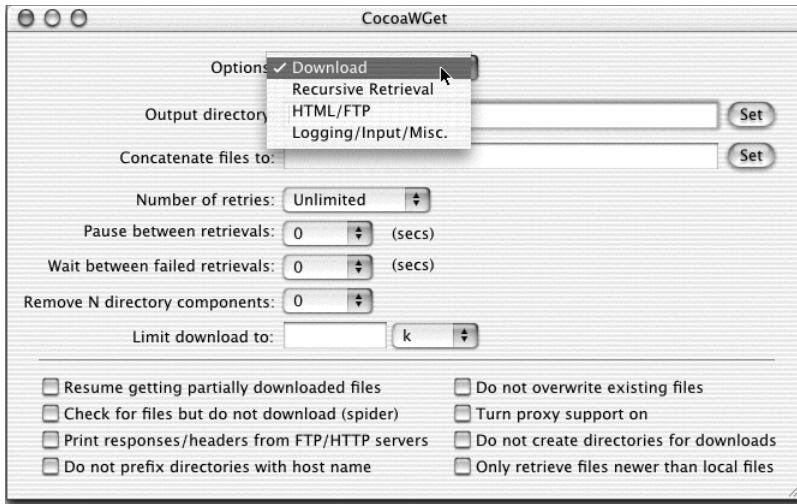 CocoaWGet
Options
✓ Download
Recursive Retrieval
HTML/FTP
Logging/Input/Misc.
Output directory
Set
Concatenate files to:
Set
Number of retries: Unlimited
Pause between retrievals: 0 (secs)
Wait between failed retrievals: 0 (secs)
Remove N directory components: 0
Limit download to: k
Resume getting partially downloaded files
Do not overwrite existing files
Check for files but do not download (spider)
Turn proxy support on
Print responses/headers from FTP/HTTP servers
Do not create directories for downloads
Do not prefix directories with host name
Only retrieve files newer than local files